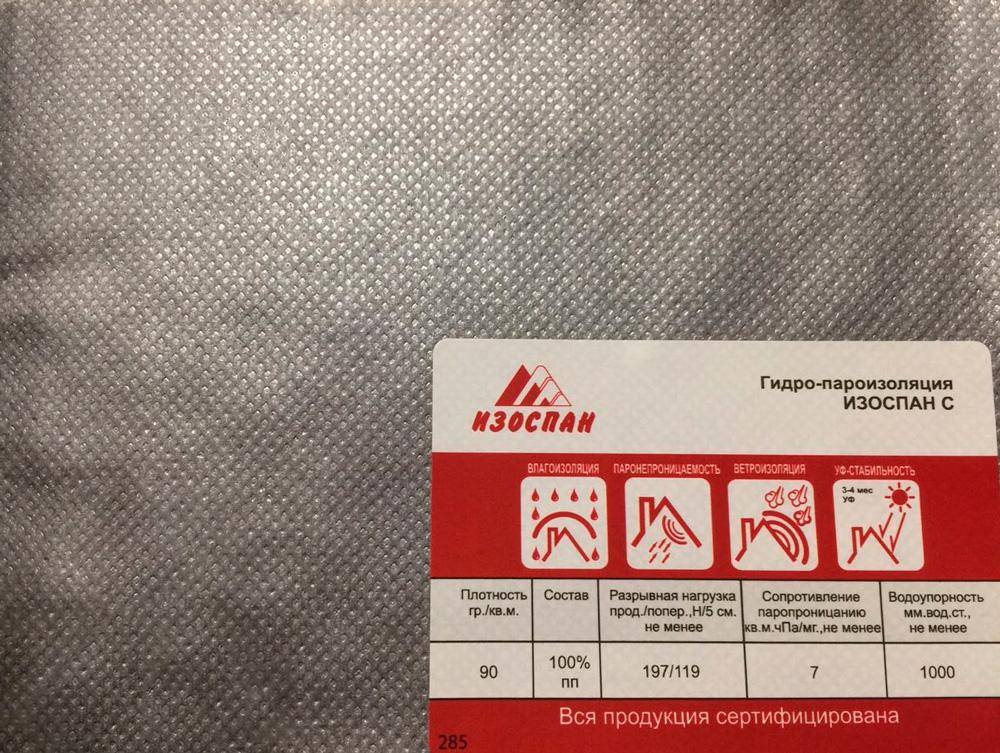 Гидро-пароизоляция
ИЗОСПАН С
ИЗОСПАН
ВЛАГОИЗОЛЯЦИЯ ПАРОНЕПРОНИЦАЕМОСТЬ ВЕТРОИЗОЛЯЦИЯ УФ-СТАБИЛЬНОСТЬ
3-4 мес
УФ
Плотность
гр./кв.м.
Состав
Разрывная нагрузка
прод./попер.,Н/5 см.
не менее
Сопротивление
паропроницанию
кв.м.чПа/мг.,не менее
Водоупорность
мм.вод.ст.,
не менее
90
100%
пп
197/119
7
1000
Вся продукция сертифицирована
285